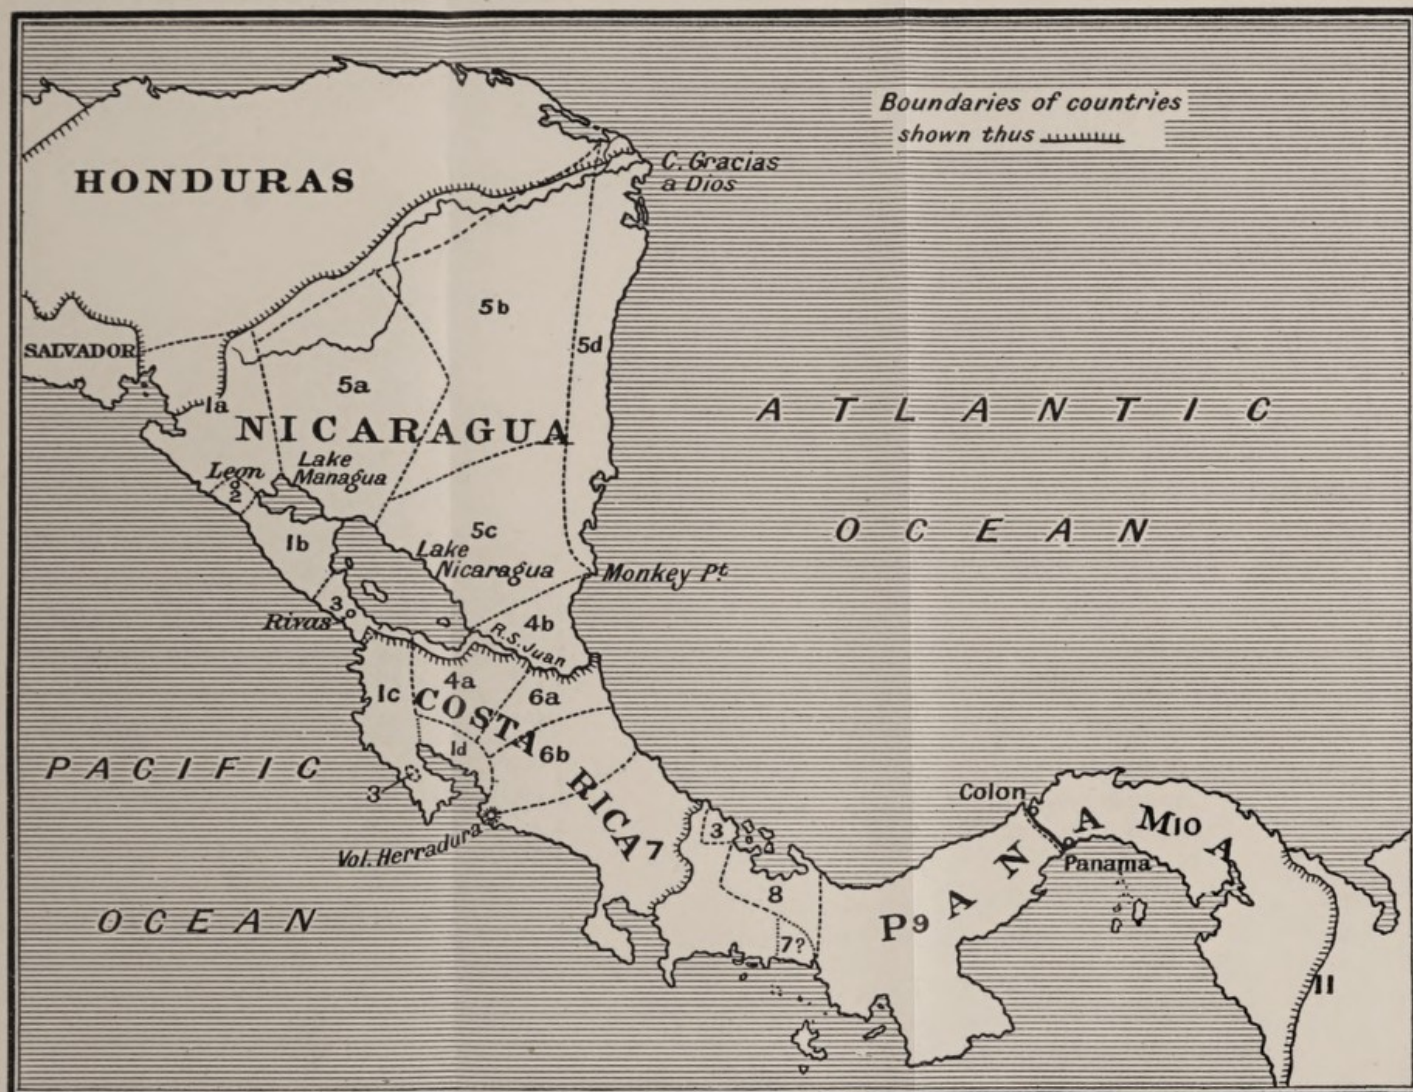 Boundaries of countries
shown thus
C. Gracias
a Dios
HONDURAS
5b
SALVADOR
5d
5a
1a
NICARAGUA
ATLANTIC
Lake
Managua
Leon
2
OCEAN
1b
5c
Lake
Nicaragua
Monkey Pt
3
Rivas
4b
R.S. Juan
1c
4a
6a
COSTA
1d
6b
PACIFIC
3
RICA
Colon
PANAMA
10
3
Vol. Herradura
7
Panama
8
OCEAN
9
7?
11